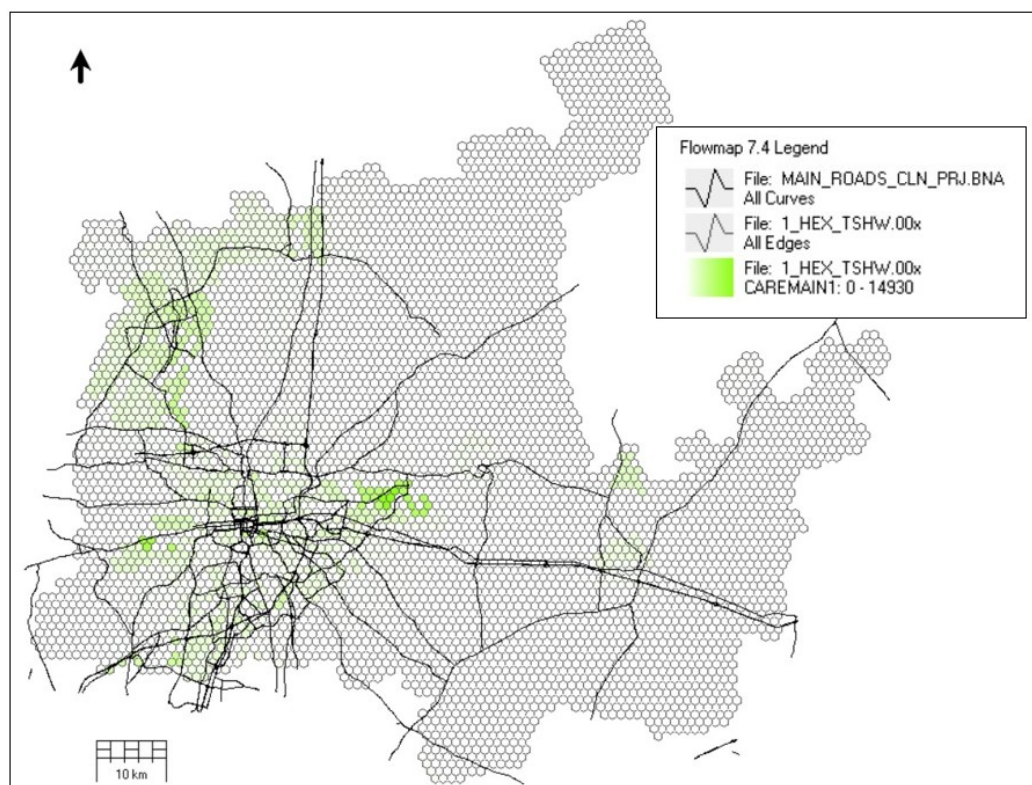 Flowmap 7.4 Legend
File: MAIN_ROADS_CLN_PRJ.BNA
All Curves
File: 1_HEX_TSHW.00x
All Edges
File: 1_HEX_TSHW.00x
CAREMAIN1: 0 - 14930
10 km